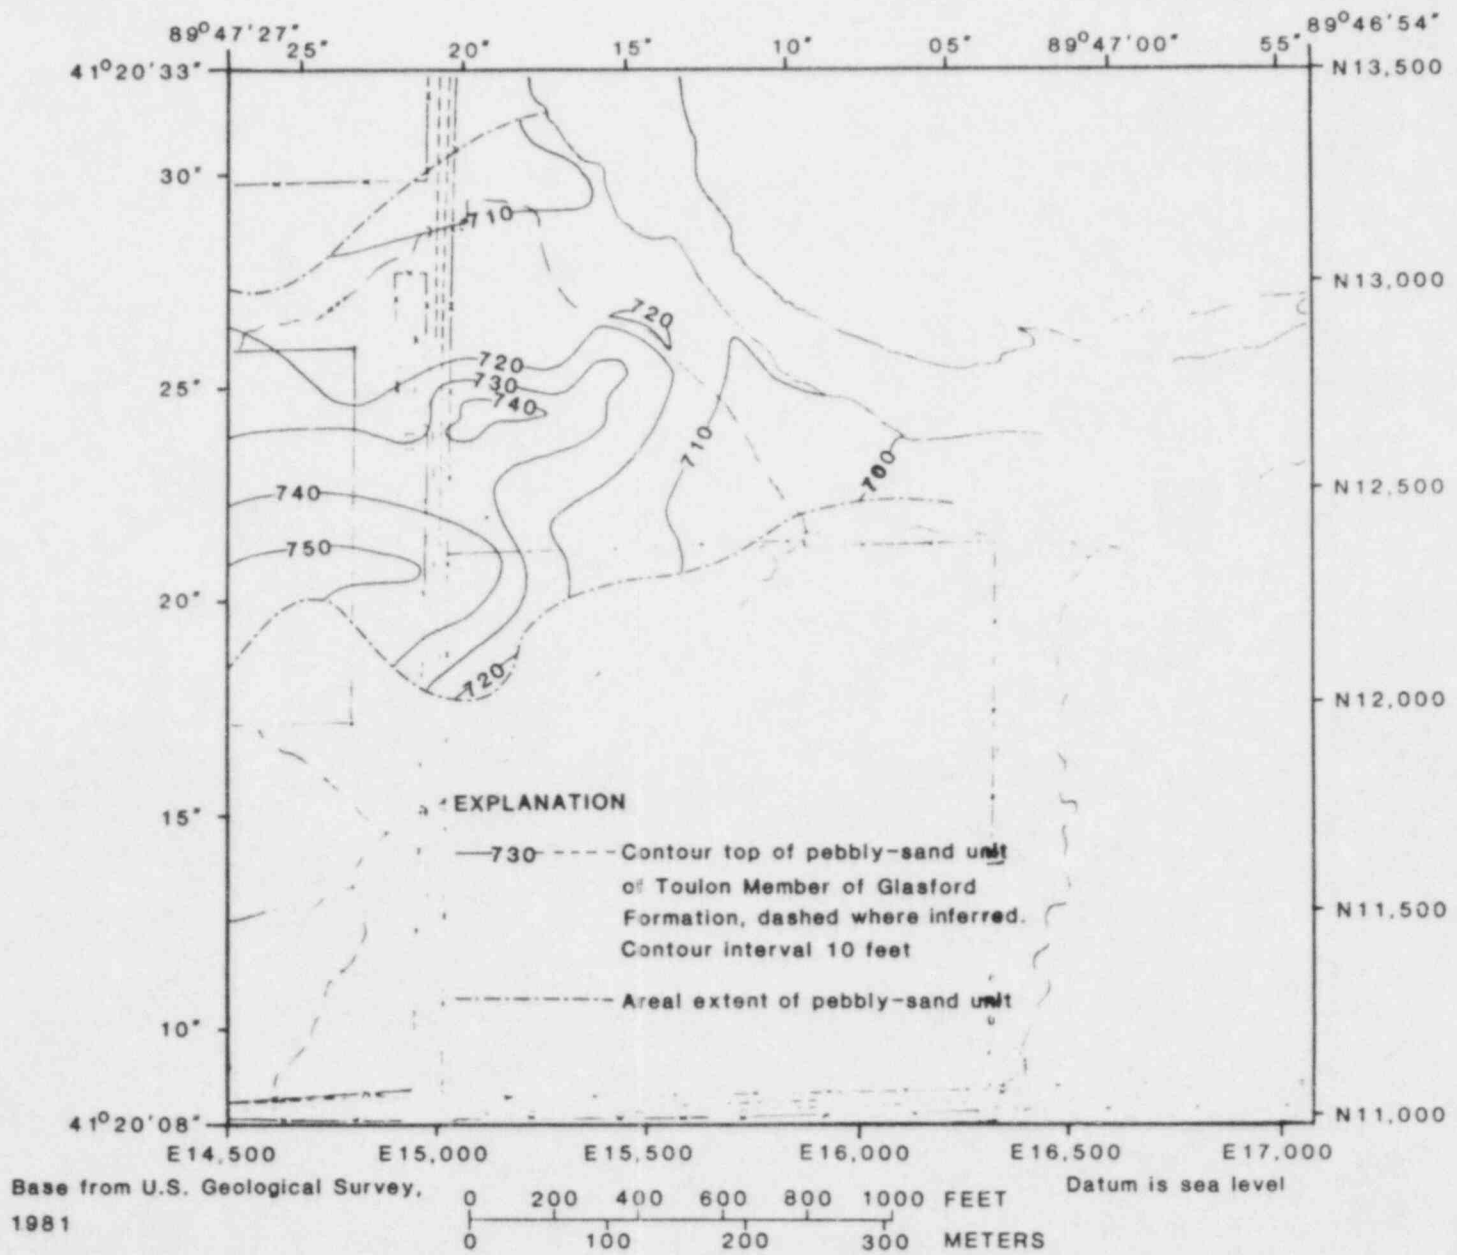 89°47'27" 25" 20" 15" 10" 05" 89°47'00" 55" 89°46'54"
41°20'33" N13,500
30"
710
N13,000
720
720
25"
730
740
710
700
740
N12,500
750
20"
720
N12,000
EXPLANATION
15"
730 Contour top of pebbly-sand unit
of Toulon Member of Glasford
Formation, dashed where inferred.
N11,500
Contour interval 10 feet
Areal extent of pebbly-sand unit
10"
41°20'08" N11,000
E14,500 E15,000 E15,500 E16,000 E16,500 E17,000
Base from U.S. Geological Survey,
1981
Datum is sea level
0 200 400 600 800 1000 FEET
0 100 200 300 METERS